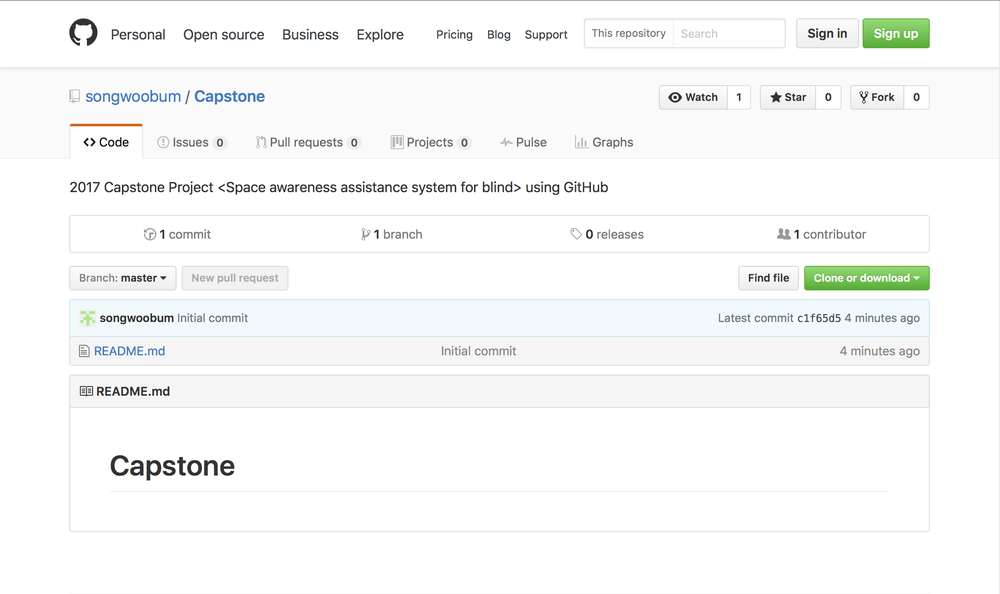 Personal Open source Business Explore Pricing Blog Support This repository Search Sign in Sign up
songwoobum / Capstone Watch 1 Star 0 Fork 0
Code Issues 0 Pull requests 0 Projects 0 Pulse Graphs
2017 Capstone Project <Space awareness assistance system for blind> using GitHub
1 commit 1 branch 0 releases 1 contributor
Branch: master New pull request Find file Clone or download
songwoobum Initial commit Latest commit c1f65d5 4 minutes ago
README.md Initial commit 4 minutes ago
README.md
Capstone